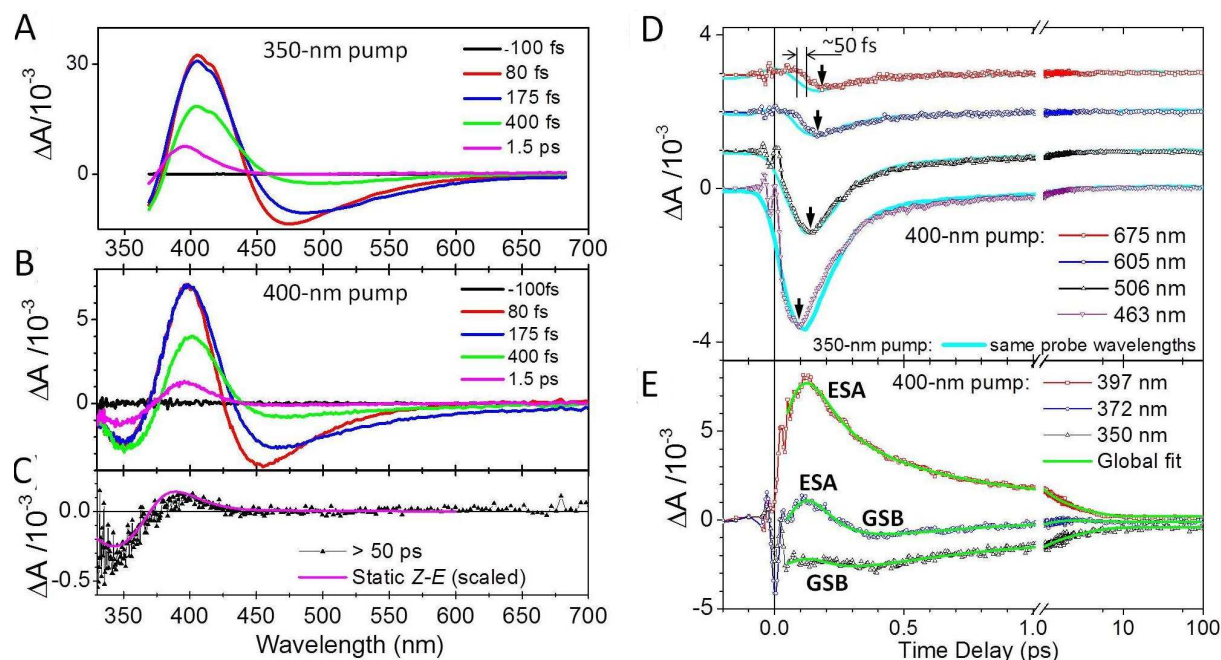 A
350-nm pump
-100 fs
80 fs
175 fs
400 fs
1.5 ps
ΔA/10⁻³
30
0
350 400 450 500 550 600 650 700
B
400-nm pump
-100fs
80 fs
175 fs
400 fs
1.5 ps
ΔA /10⁻³
5
0
C
ΔA /10⁻³
0.0
-0.5
> 50 ps
Static Z-E (scaled)
350 400 450 500 550 600 650 700
Wavelength (nm)
D
~50 fs
ΔA /10⁻³
4
0
-4
400-nm pump:
675 nm
605 nm
506 nm
463 nm
350-nm pump:
same probe wavelengths
E
400-nm pump:
397 nm
372 nm
350 nm
Global fit
ESA
ESA
GSB
GSB
ΔA /10⁻³
5
0
-5
0.0 0.5 1.0 10 100
Time Delay (ps)